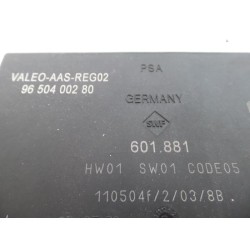 VALEO-AAS-REG02
PSA
96 504 002 80
GERMANY
601.881
HW01 SW01 CODE05
110504f/2/03/8B.